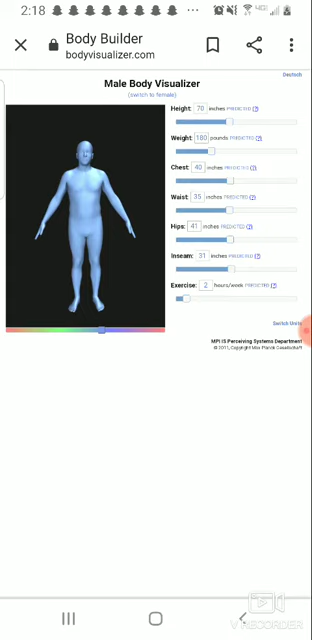 2:18
Body Builder
bodyvisualizer.com
Deutsch
Male Body Visualizer
(switch to female)
Height: 70 inches PREDICTED (?)
Weight: 180 pounds PREDICTED (?)
Chest: 40 inches PREDICTED (?)
Waist: 35 inches PREDICTED (?)
Hips: 41 inches PREDICTED (?)
Inseam: 31 inches PREDICTED (?)
Exercise: 2 hours/week PREDICTED (?)
Switch Units
MPI IS Perceiving Systems Department
© 2011, Copyright Max Planck Gesellschaft
V RECORDER